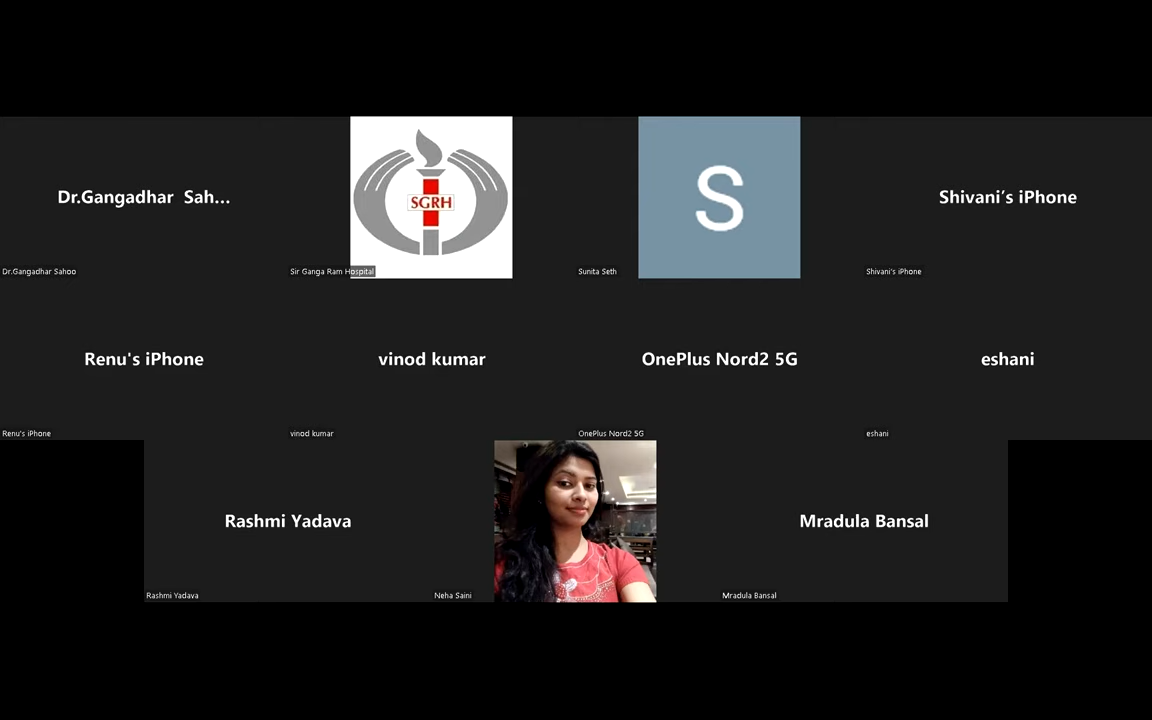 Dr.Gangadhar  Sah...
SGRH
S
Shivani’s iPhone
Dr.Gangadhar Sahoo
Sir Ganga Ram Hospital
Sunita Seth
Shivani's iPhone
Renu's iPhone
vinod kumar
OnePlus Nord2 5G
eshani
Renu's iPhone
vinod kumar
OnePlus Nord2 5G
eshani
Rashmi Yadava
Mradula Bansal
Rashmi Yadava
Neha Saini
Mradula Bansal